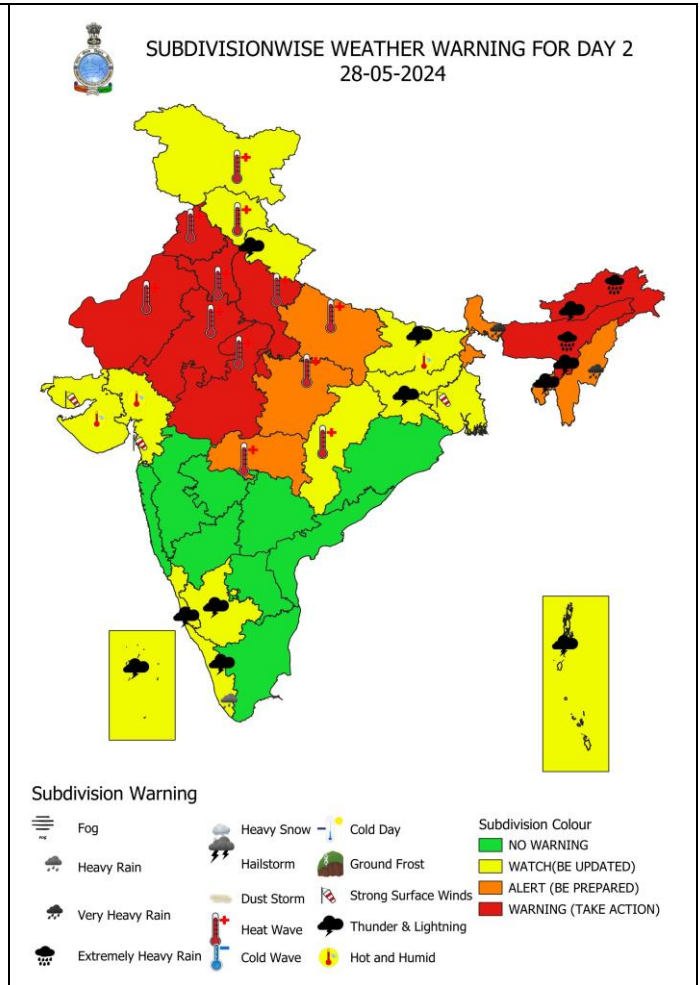 SUBDIVISIONWISE WEATHER WARNING FOR DAY 2
28-05-2024
Subdivision Warning
Fog
Heavy Rain
Very Heavy Rain
Extremely Heavy Rain
Heavy Snow
Hailstorm
Dust Storm
Heat Wave
Cold Wave
Cold Day
Ground Frost
Strong Surface Winds
Thunder & Lightning
Hot and Humid
Subdivision Colour
NO WARNING
WATCH(BE UPDATED)
ALERT (BE PREPARED)
WARNING (TAKE ACTION)